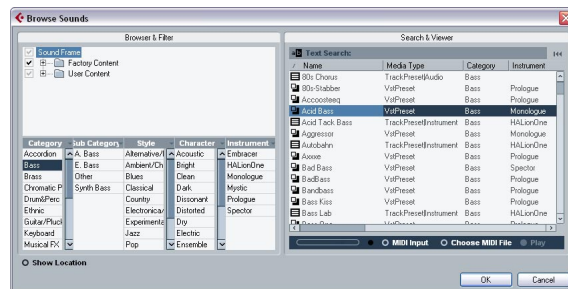 Browse Sounds
Browser & Filter
Sound Frame
Factory Content
User Content
Category Sub Category Style Character Instrument
Accordion A. Bass Alternative/I Acoustic Embracer
Bass E. Bass Ambient/Ch Bright HALionOne
Brass Other Blues Clean Monologue
Chromatic P Synth Bass Classical Dark Mystic
Drum&Perc Country Dissonant Prologue
Ethnic Electronica/ Distorted Spector
Guitar/Pluck Experimenta Dry
Keyboard Jazz Electric
Musical FX Pop Ensemble
Show Location
Search & Viewer
Text Search:
Name Media Type Category Instrument
80s Chorus TrackPreset|Audio Bass
80s-Stabber VstPreset Bass Prologue
Accoosteeq VstPreset Bass Prologue
Acid Bass VstPreset Bass Monologue
Acid Tack Bass TrackPreset|Instrument Bass HALionOne
Aggressor VstPreset Bass Monologue
Autobahn TrackPreset|Instrument Bass HALionOne
Axxe VstPreset Bass Prologue
Bad Bass VstPreset Bass Spector
BadBass VstPreset Bass Prologue
Bandbass VstPreset Bass Prologue
Bass Kiss VstPreset Bass Prologue
Bass Lab TrackPreset|Instrument Bass HALionOne
MIDI Input Choose MIDI File Play
OK Cancel